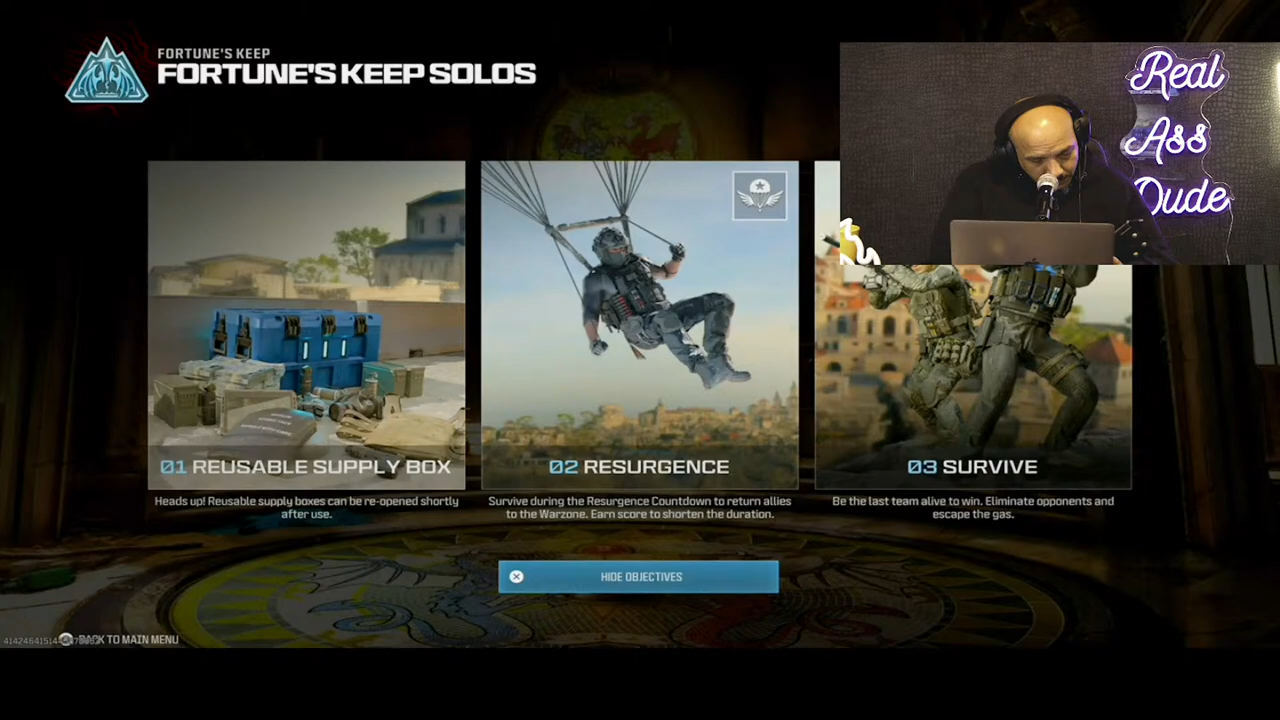 FORTUNE'S KEEP
FORTUNE'S KEEP SOLOS
Real
Ass
Dude
01 REUSABLE SUPPLY BOX
02 RESURGENCE
03 SURVIVE
Heads up! Reusable supply boxes can be re-opened shortly
after use.
Survive during the Resurgence Countdown to return allies
to the Warzone. Earn score to shorten the duration.
Be the last team alive to win. Eliminate opponents and
escape the gas.
HIDE OBJECTIVES
BACK TO MAIN MENU